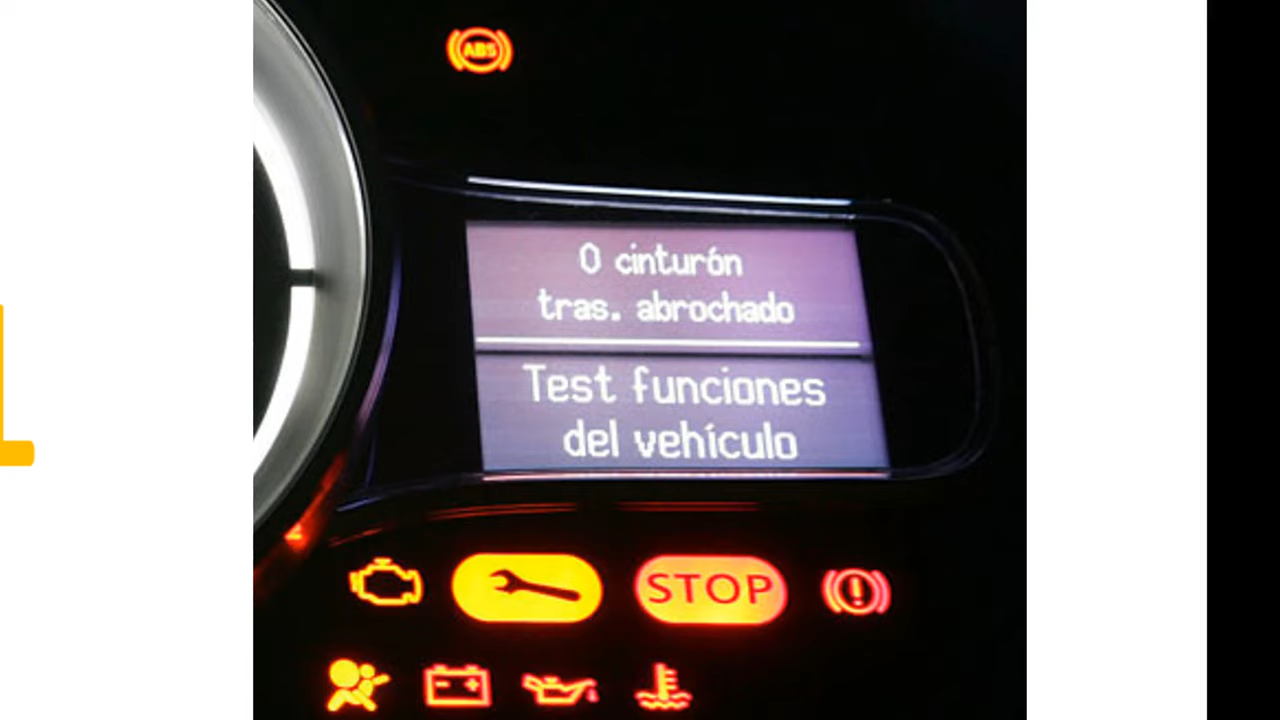 ABS
0 cinturón
tras. abrochado
Test funciones
del vehículo
STOP